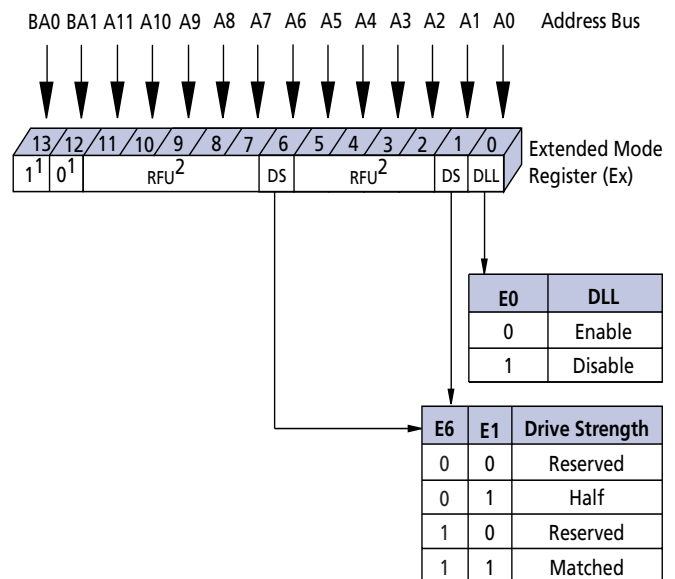 BA0 BA1 A11 A10 A9 A8 A7 A6 A5 A4 A3 A2 A1 A0 Address Bus
13 12 11 10 9 8 7 6 5 4 3 2 1 0
Extended Mode
Register (Ex)
1¹ 0¹ RFU² DS RFU² DS DLL
E0 DLL
0 Enable
1 Disable
E6 E1 Drive Strength
0 0 Reserved
0 1 Half
1 0 Reserved
1 1 Matched